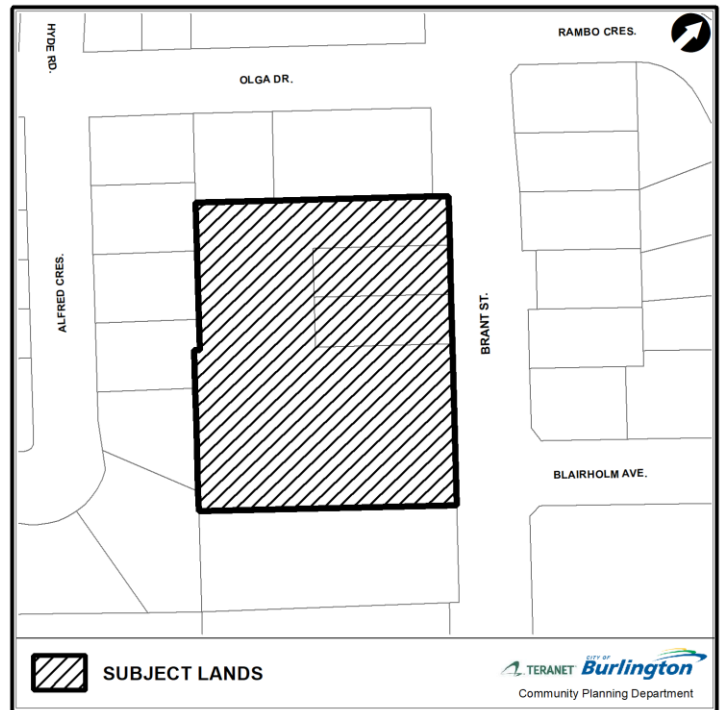 HYDE RD.
RAMBO CRES.
OLGA DR.
ALFRED CRES.
BRANT ST.
BLAIRHOLM AVE.
SUBJECT LANDS
TERANET
CITY OF
Burlington
Community Planning Department